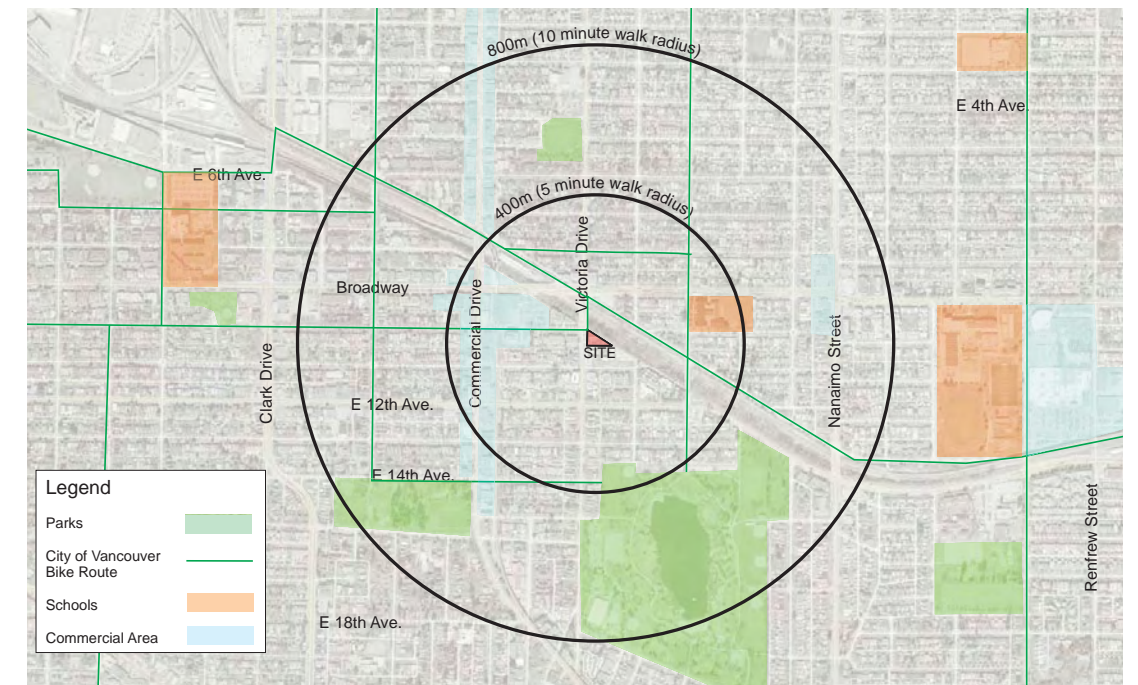 800m (10 minute walk radius)
E 4th Ave.
E 6th Ave.
400m (5 minute walk radius)
Victoria Drive
Broadway
Commercial Drive
SITE
Nanaimo Street
Clark Drive
E 12th Ave.
E 14th Ave.
Legend
Parks
City of Vancouver
Bike Route
Schools
Commercial Area
Renfrew Street
E 18th Ave.